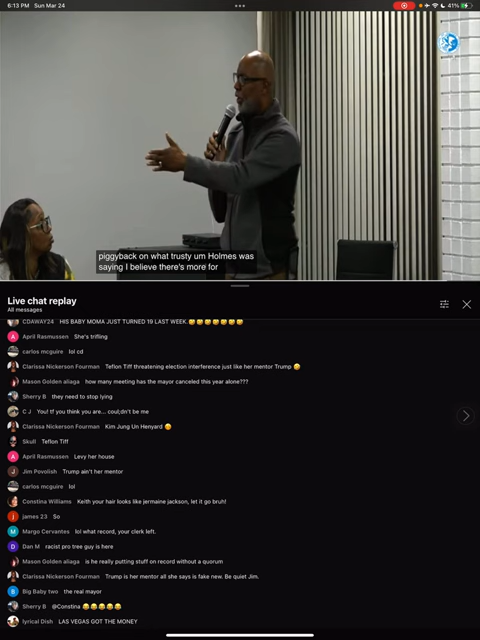 6:13 PM Sun Mar 24
41%
piggyback on what trusty um Holmes was
saying I believe there's more for
Live chat replay
All messages
CDAWAY24 HIS BABY MOMA JUST TURNED 19 LAST WEEK.🤣🤣🤣🤣🤣🤣🤣
April Rasmussen She's trifling
carlos mcguire lol cd
Clarissa Nickerson Fourman Teflon Tiff threatening election interference just like her mentor Trump 🤣
Mason Golden aliaga how many meeting has the mayor canceled this year alone???
Sherry B they need to stop lying
C J You! tf you think you are... coul;dn't be me
Clarissa Nickerson Fourman Kim Jung Un Henyard 😄
Skull Teflon Tiff
April Rasmussen Levy her house
Jim Povolish Trump ain't her mentor
carlos mcguire lol
Constina Williams Keith your hair looks like jermaine jackson, let it go bruh!
james 23 So
Margo Cervantes lol what record, your clerk left.
Dan M racist pro tree guy is here
Mason Golden aliaga is he really putting stuff on record without a quorum
Clarissa Nickerson Fourman Trump is her mentor all she says is fake new. Be quiet Jim.
Big Baby two the real mayor
Sherry B @Constina 😂😂😂😂😂
lyrical Dish LAS VEGAS GOT THE MONEY